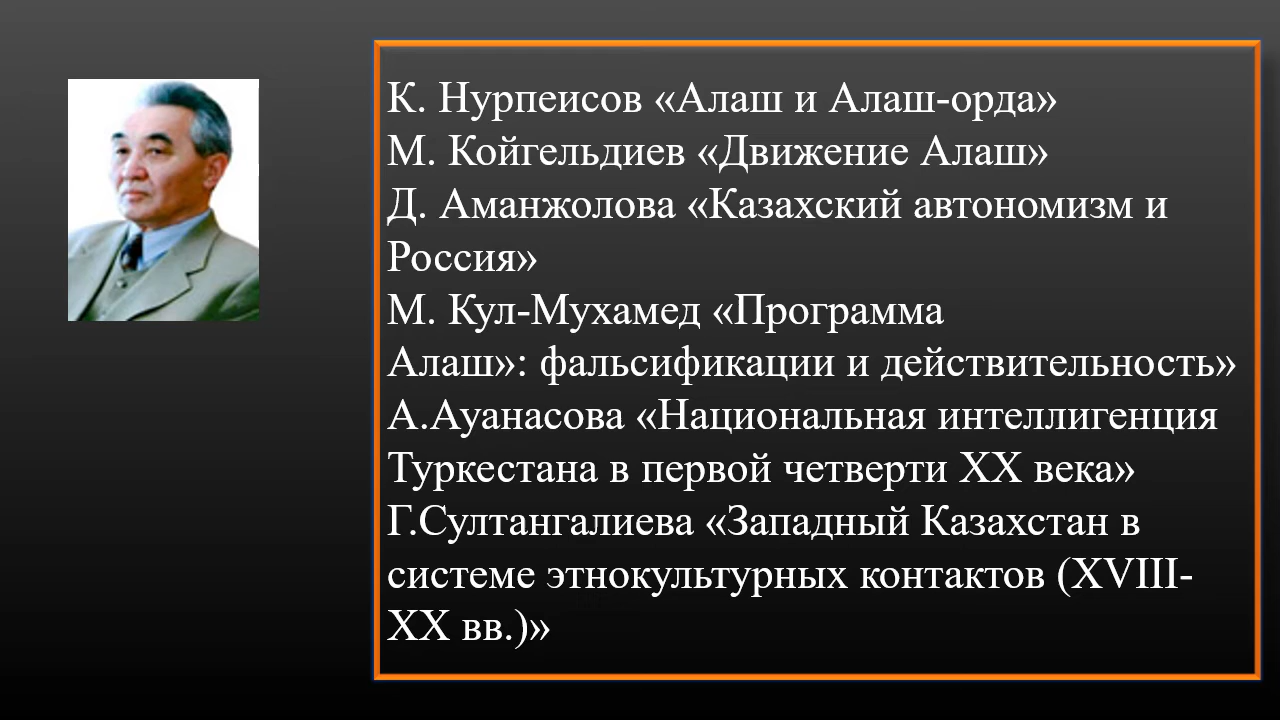 К. Нурпеисов «Алаш и Алаш-орда»
М. Койгельдиев «Движение Алаш»
Д. Аманжолова «Казахский автономизм и
Россия»
М. Кул-Мухамед «Программа
Алаш»: фальсификации и действительность»
А.Ауанасова «Национальная интеллигенция
Туркестана в первой четверти XX века»
Г.Султангалиева «Западный Казахстан в
системе этнокультурных контактов (XVIII-
XX вв.)»